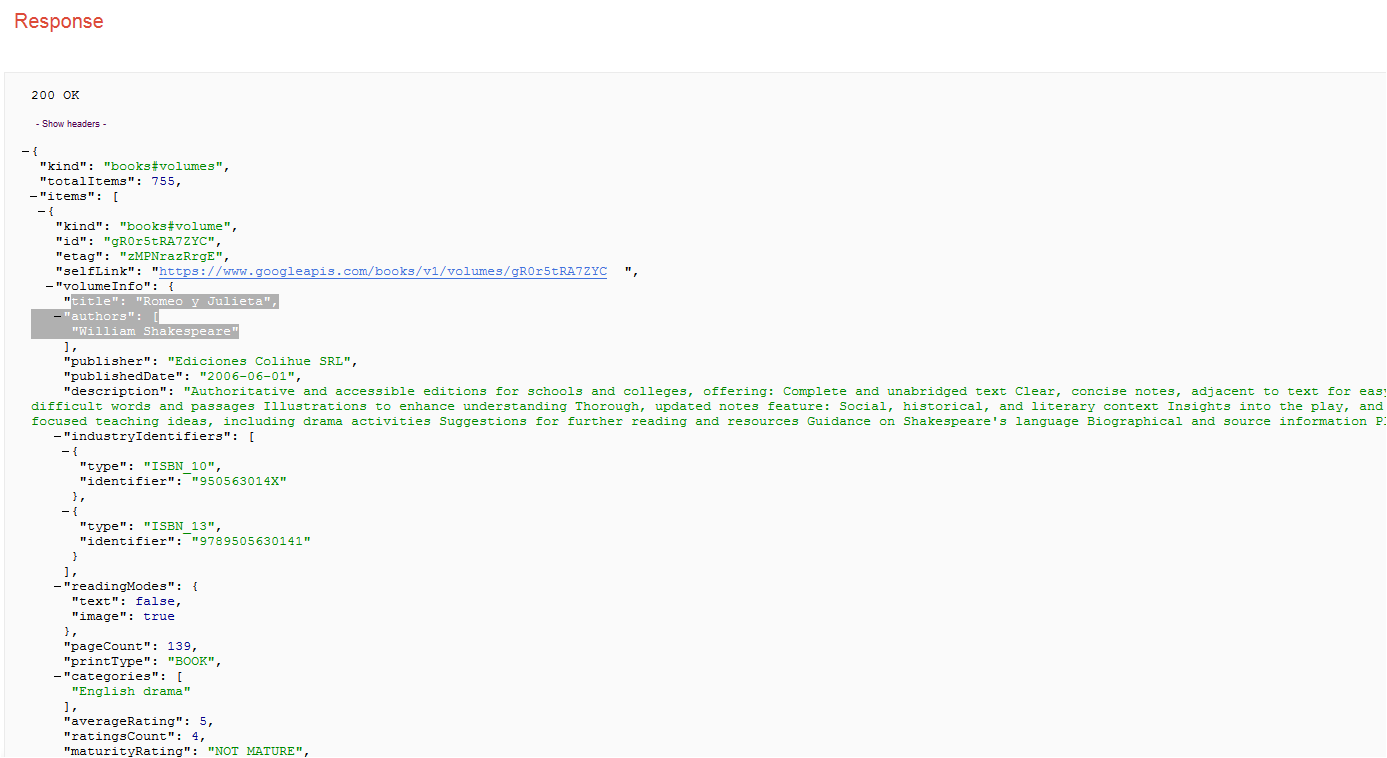 Response
200 OK
- Show headers -
−{
"kind": "books#volumes",
"totalItems": 755,
−"items": [
−{
"kind": "books#volume",
"id": "gR0r5tRA7ZYC",
"etag": "zMPNrazRrgE",
"selfLink": "https://www.googleapis.com/books/v1/volumes/gR0r5tRA7ZYC ",
−"volumeInfo": {
"title": "Romeo y Julieta",
−"authors": [
"William Shakespeare"
],
"publisher": "Ediciones Colihue SRL",
"publishedDate": "2006-06-01",
"description": "Authoritative and accessible editions for schools and colleges, offering: Complete and unabridged text Clear, concise notes, adjacent to text for easy
difficult words and passages Illustrations to enhance understanding Thorough, updated notes feature: Social, historical, and literary context Insights into the play, and
focused teaching ideas, including drama activities Suggestions for further reading and resources Guidance on Shakespeare's language Biographical and source information
−"industryIdentifiers": [
−{
"type": "ISBN_10",
"identifier": "950563014X"
},
−{
"type": "ISBN_13",
"identifier": "9789505630141"
}
],
−"readingModes": {
"text": false,
"image": true
},
"pageCount": 139,
"printType": "BOOK",
−"categories": [
"English drama"
],
"averageRating": 5,
"ratingsCount": 4,
"maturityRating": "NOT_MATURE",